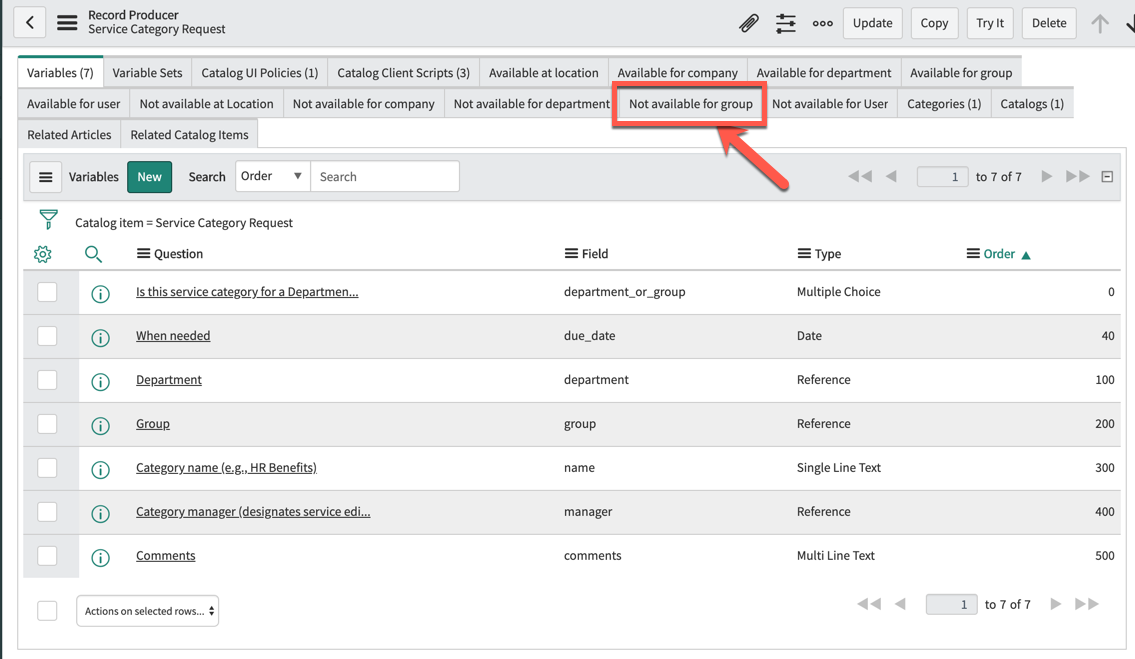 Record Producer
Service Category Request
Update Copy Try It Delete
Variables (7) Variable Sets Catalog UI Policies (1) Catalog Client Scripts (3) Available at location Available for company Available for department Available for group
Available for user Not available at Location Not available for company Not available for department Not available for group Not available for User Categories (1) Catalogs (1)
Related Articles Related Catalog Items
Variables New Search Order Search 1 to 7 of 7
Catalog item = Service Category Request
Question Field Type Order
Is this service category for a Departmen... department_or_group Multiple Choice 0
When needed due_date Date 40
Department department Reference 100
Group group Reference 200
Category name (e.g., HR Benefits) name Single Line Text 300
Category manager (designates service edi... manager Reference 400
Comments comments Multi Line Text 500
Actions on selected rows... 1 to 7 of 7